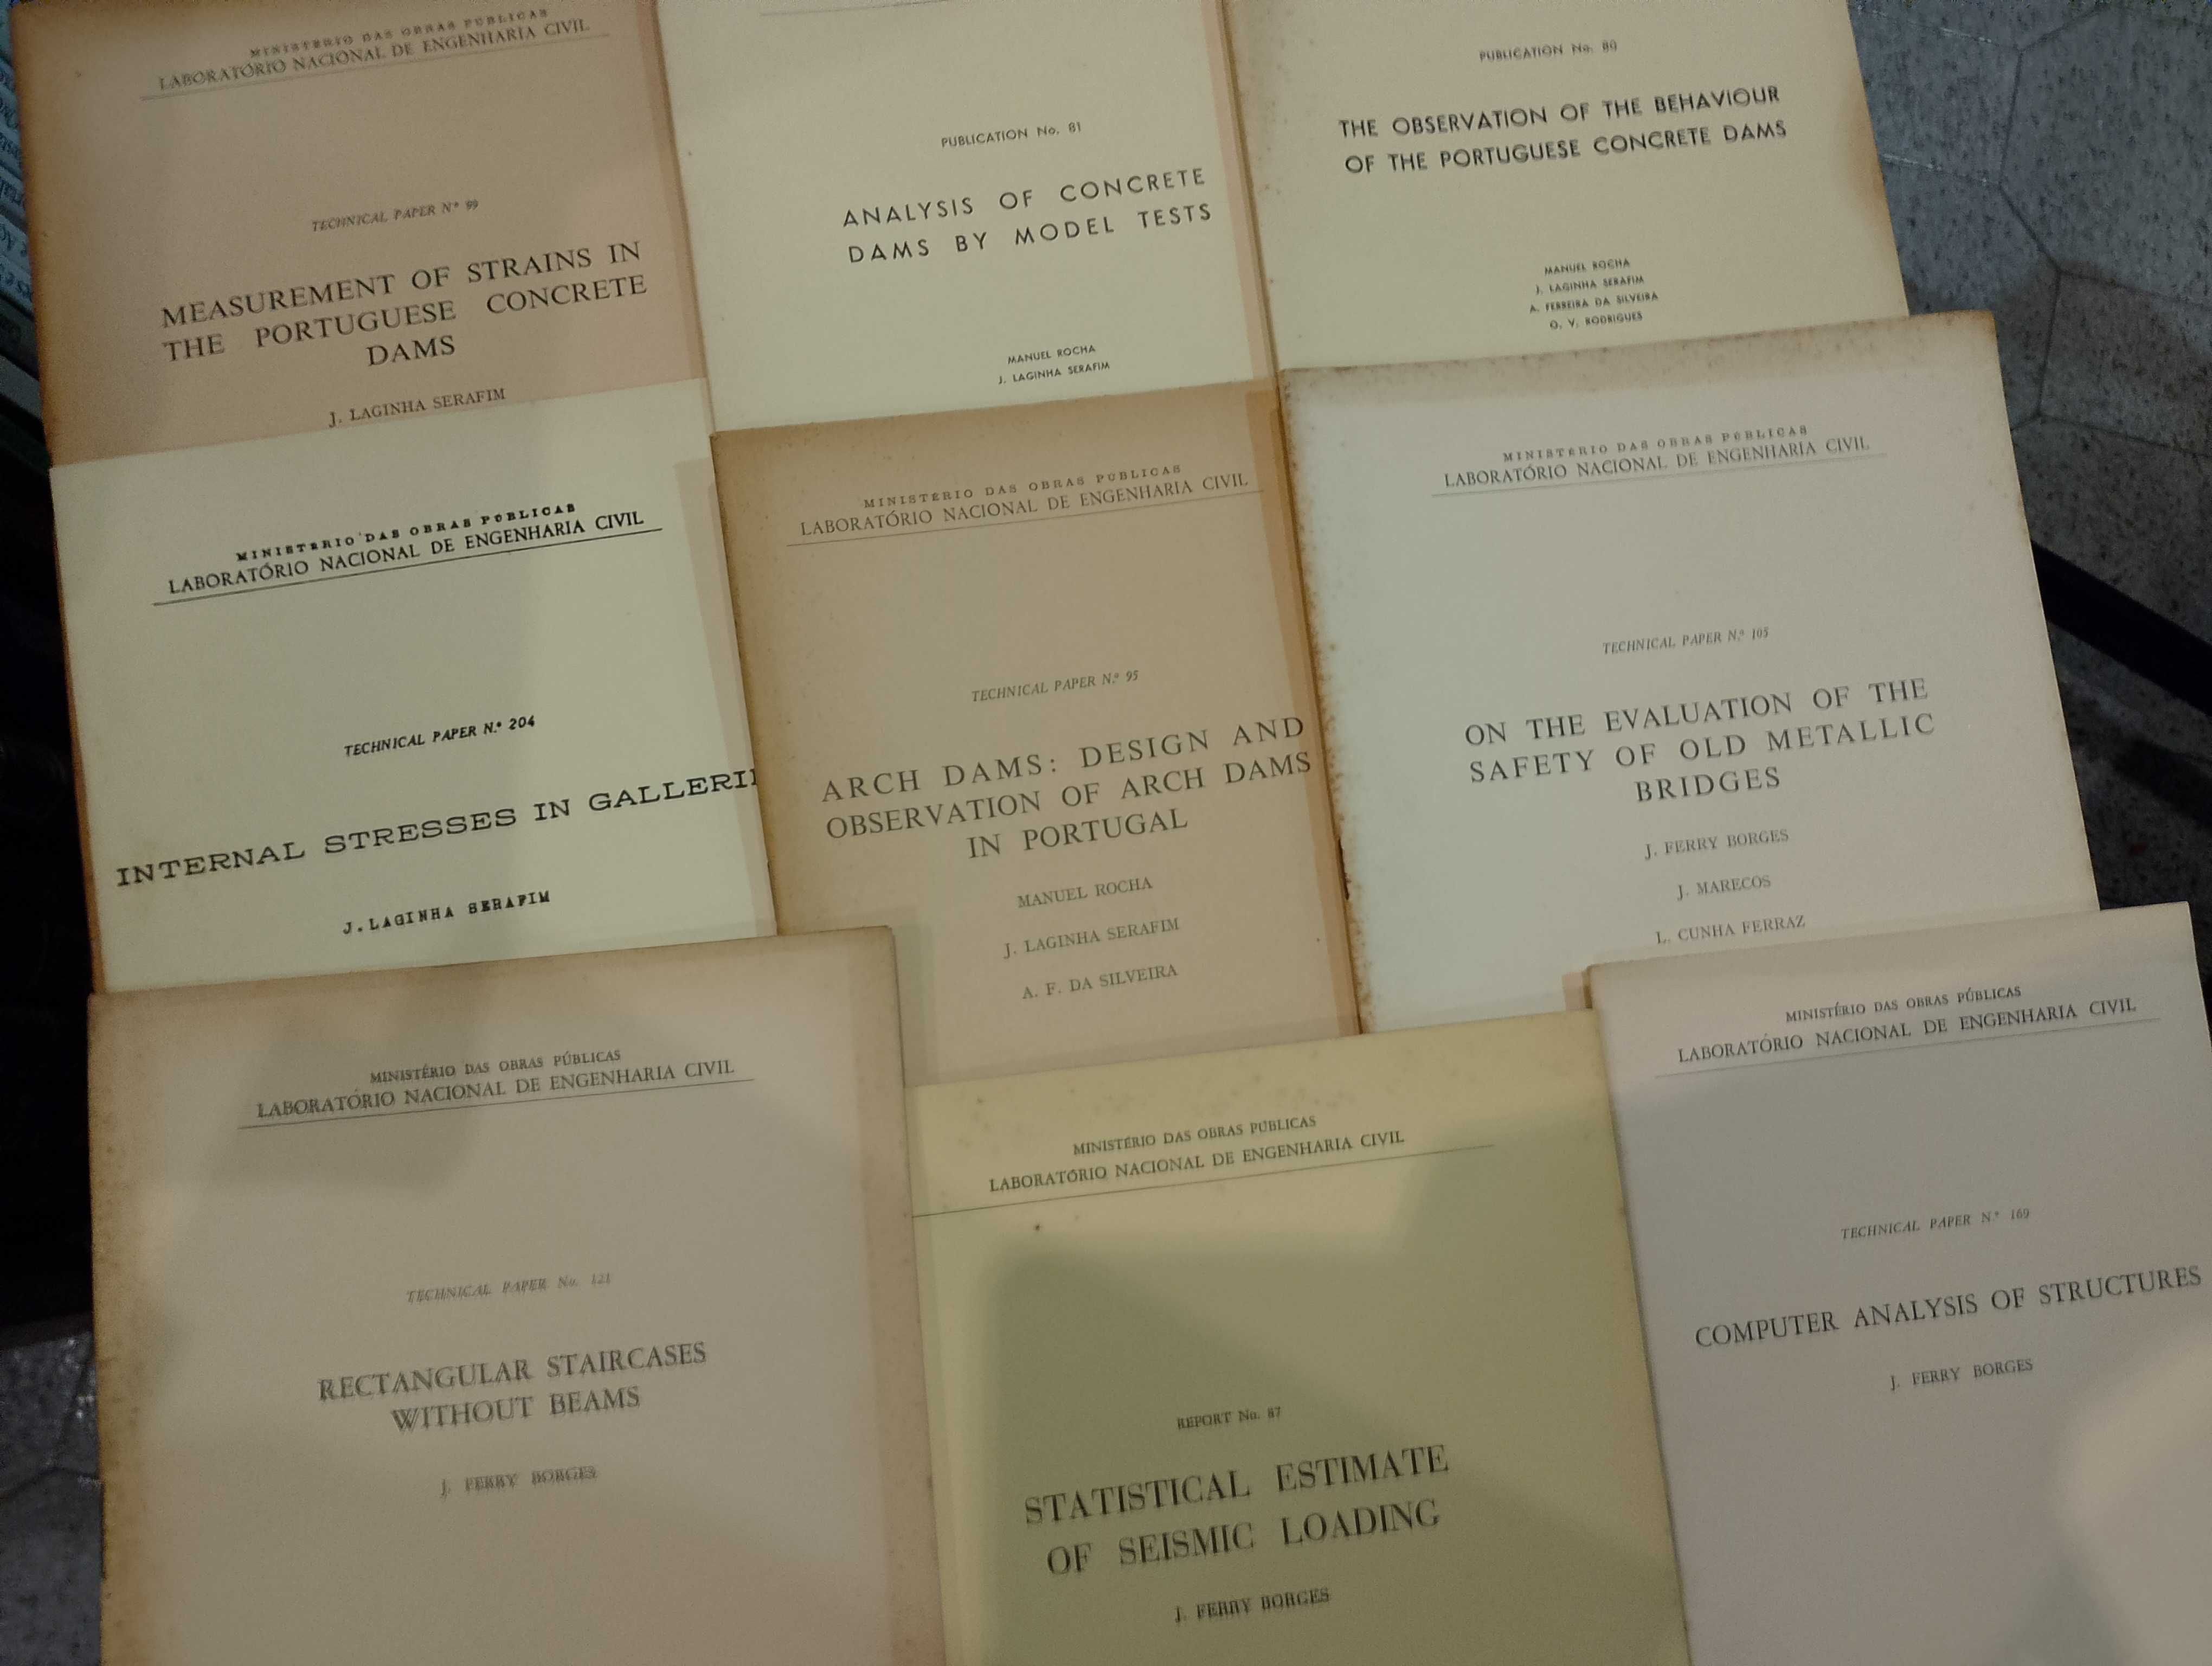 MINISTÉRIO DAS OBRAS PÚBLICAS
LABORATÓRIO NACIONAL DE ENGENHARIA CIVIL
TECHNICAL PAPER N.º 99
MEASUREMENT OF STRAINS IN
THE PORTUGUESE CONCRETE
DAMS
J. LAGINHA SERAFIM
PUBLICATION No. 81
ANALYSIS OF CONCRETE
DAMS BY MODEL TESTS
MANUEL ROCHA
J. LAGINHA SERAFIM
PUBLICATION No. 80
THE OBSERVATION OF THE BEHAVIOUR
OF THE PORTUGUESE CONCRETE DAMS
MANUEL ROCHA
J. LAGINHA SERAFIM
A. FERREIRA DA SILVEIRA
O. V. RODRIGUES
MINISTÉRIO DAS OBRAS PÚBLICAS
LABORATÓRIO NACIONAL DE ENGENHARIA CIVIL
TECHNICAL PAPER N.º 204
INTERNAL STRESSES IN GALLERI
J. LAGINHA SERAFIM
MINISTÉRIO DAS OBRAS PÚBLICAS
LABORATÓRIO NACIONAL DE ENGENHARIA CIVIL
TECHNICAL PAPER N.º 95
ARCH DAMS: DESIGN AND
OBSERVATION OF ARCH DAMS
IN PORTUGAL
MANUEL ROCHA
J. LAGINHA SERAFIM
A. F. DA SILVEIRA
MINISTÉRIO DAS OBRAS PÚBLICAS
LABORATÓRIO NACIONAL DE ENGENHARIA CIVIL
TECHNICAL PAPER N.º 105
ON THE EVALUATION OF THE
SAFETY OF OLD METALLIC
BRIDGES
J. FERRY BORGES
J. MARECOS
L. CUNHA FERRAZ
MINISTÉRIO DAS OBRAS PÚBLICAS
LABORATÓRIO NACIONAL DE ENGENHARIA CIVIL
TECHNICAL PAPER No. 121
RECTANGULAR STAIRCASES
WITHOUT BEAMS
J. FERRY BORGES
MINISTÉRIO DAS OBRAS PÚBLICAS
LABORATÓRIO NACIONAL DE ENGENHARIA CIVIL
REPORT No. 87
STATISTICAL ESTIMATE
OF SEISMIC LOADING
J. FERRY BORGES
MINISTÉRIO DAS OBRAS PÚBLICAS
LABORATÓRIO NACIONAL DE ENGENHARIA CIVIL
TECHNICAL PAPER N.º 169
COMPUTER ANALYSIS OF STRUCTURES
J. FERRY BORGES